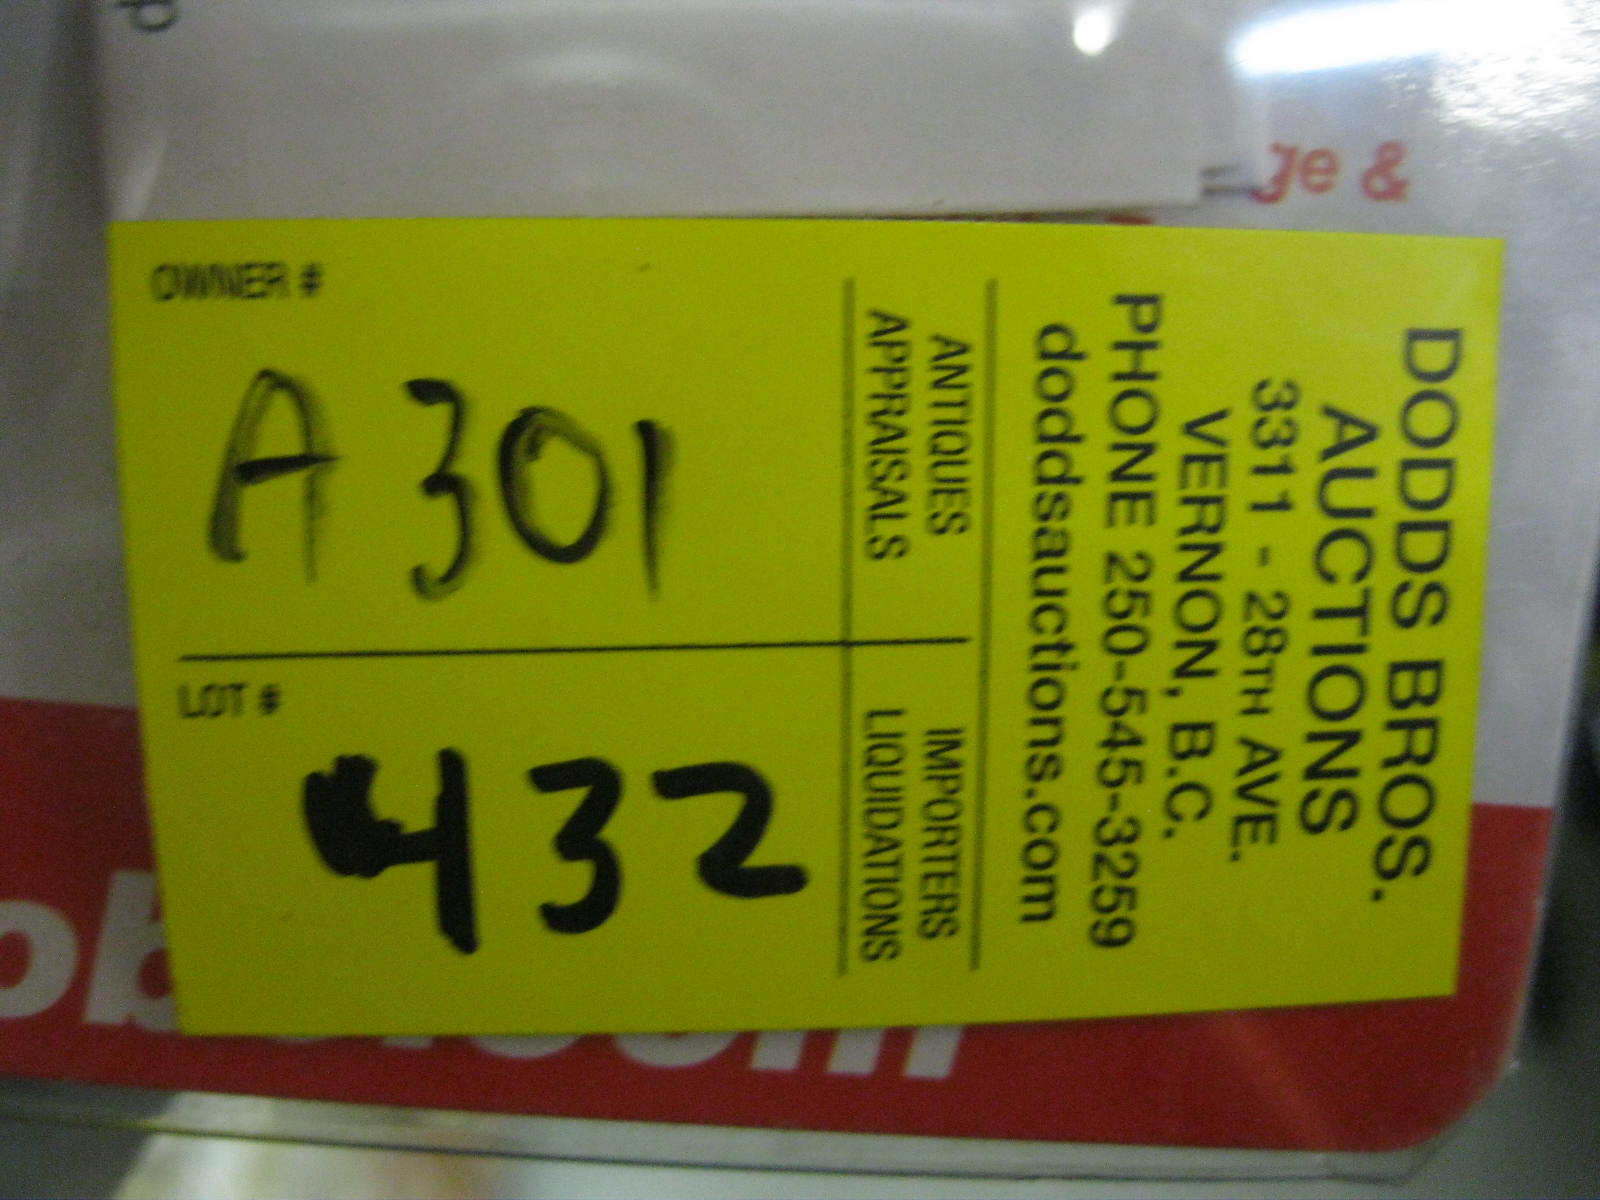 ge &
DODDS BROS.
AUCTIONS
3311 - 28TH AVE.
VERNON, B.C.
PHONE 250-545-3259
doddsauctions.com
ANTIQUES
APPRAISALS
IMPORTERS
LIQUIDATIONS
OWNER #
A301
LOT #
432